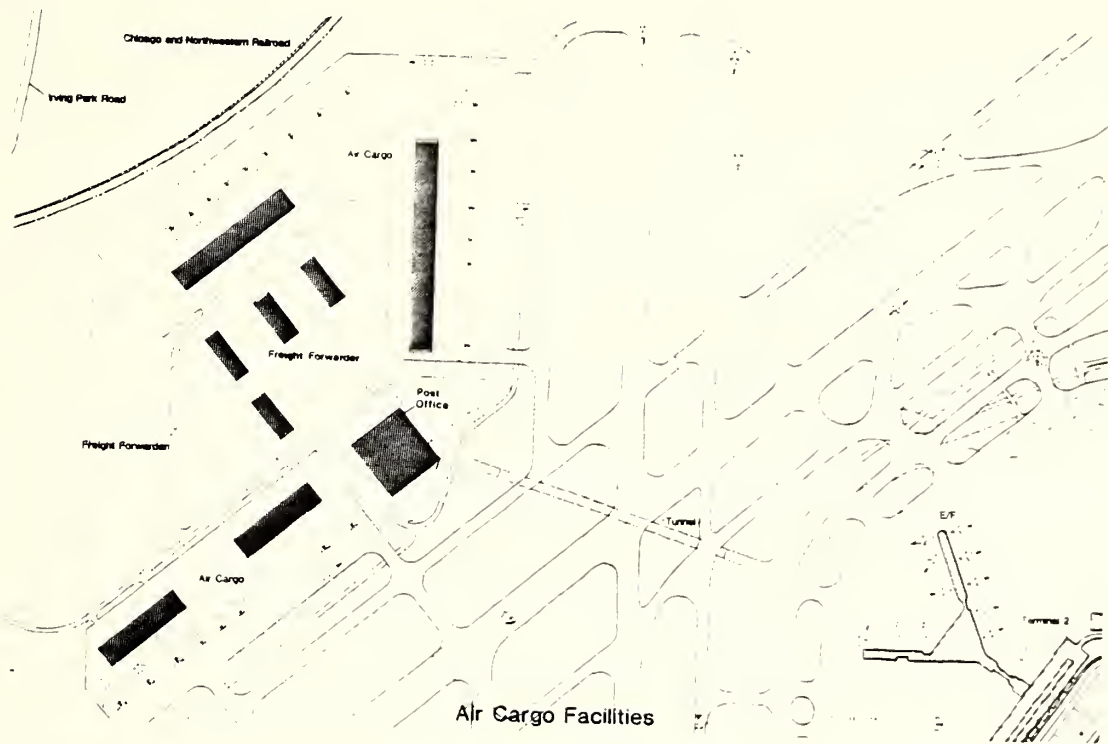 Chicago and Northwestern Railroad
Irving Park Road
Air Cargo
Freight Forwarder
Post
Office
Freight Forwarder
Tunnel
E/F
Air Cargo
Terminal 2
Air Cargo Facilities